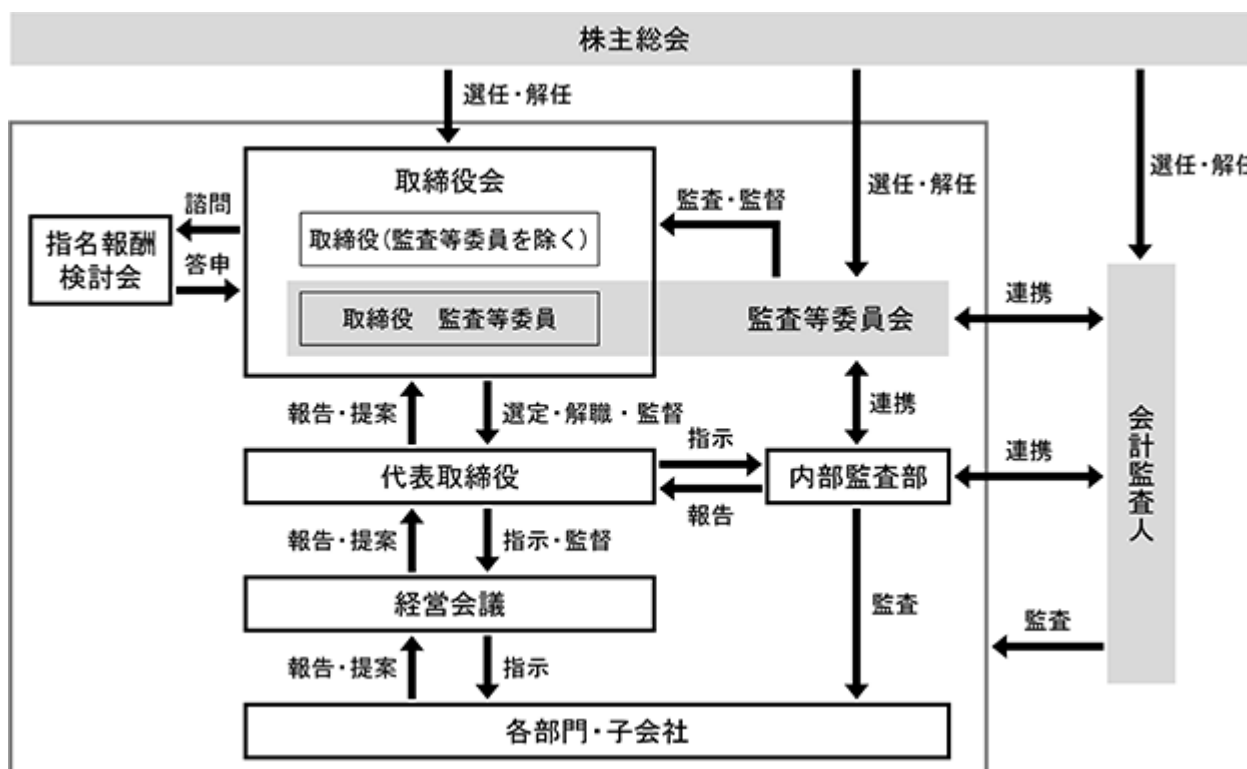 株主総会
選任・解任
選任・解任
選任・解任
取締役会
監査・監督
諮問
取締役(監査等委員を除く)
指名報酬
検討会
答申
取締役　監査等委員
監査等委員会
連携
報告・提案
選定・解職・監督
連携
指示
代表取締役
内部監査部
連携
会計監査人
報告
報告・提案
指示・監督
経営会議
監査
監査
報告・提案
指示
各部門・子会社